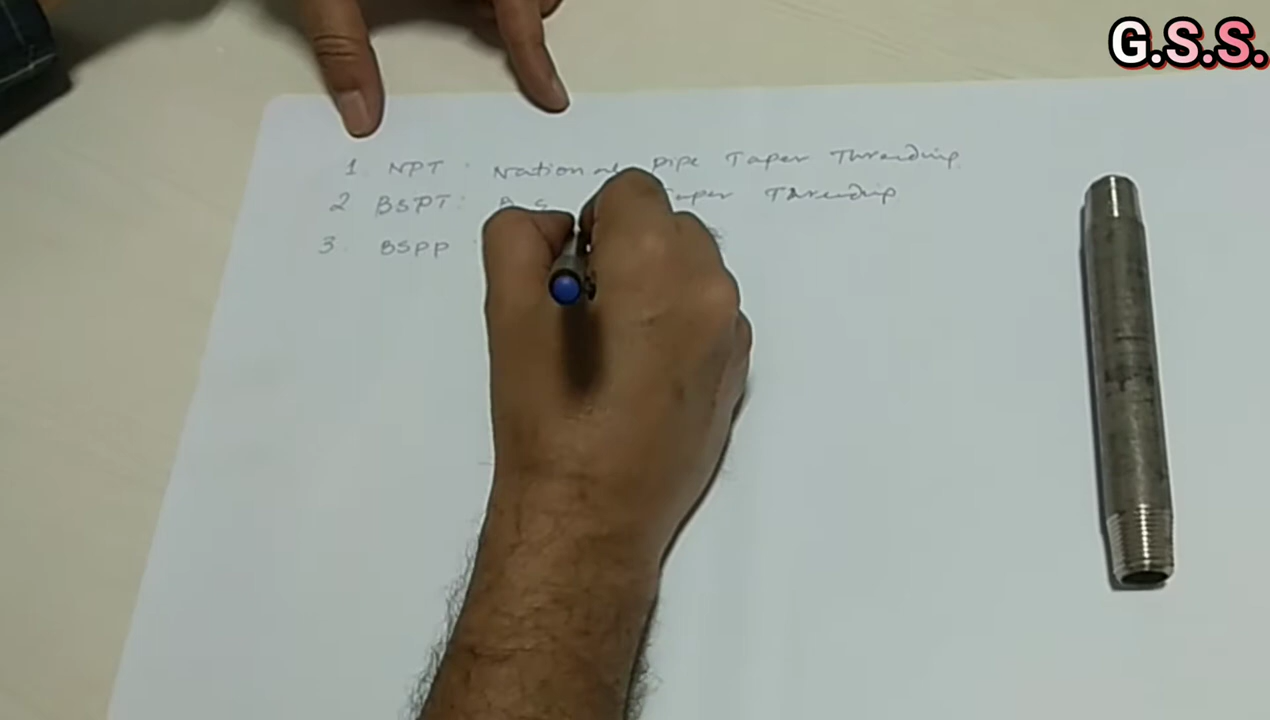 G.S.S.
1. NPT : National Pipe Taper Threading
2 BSPT: Taper Threading
3. BSPP :